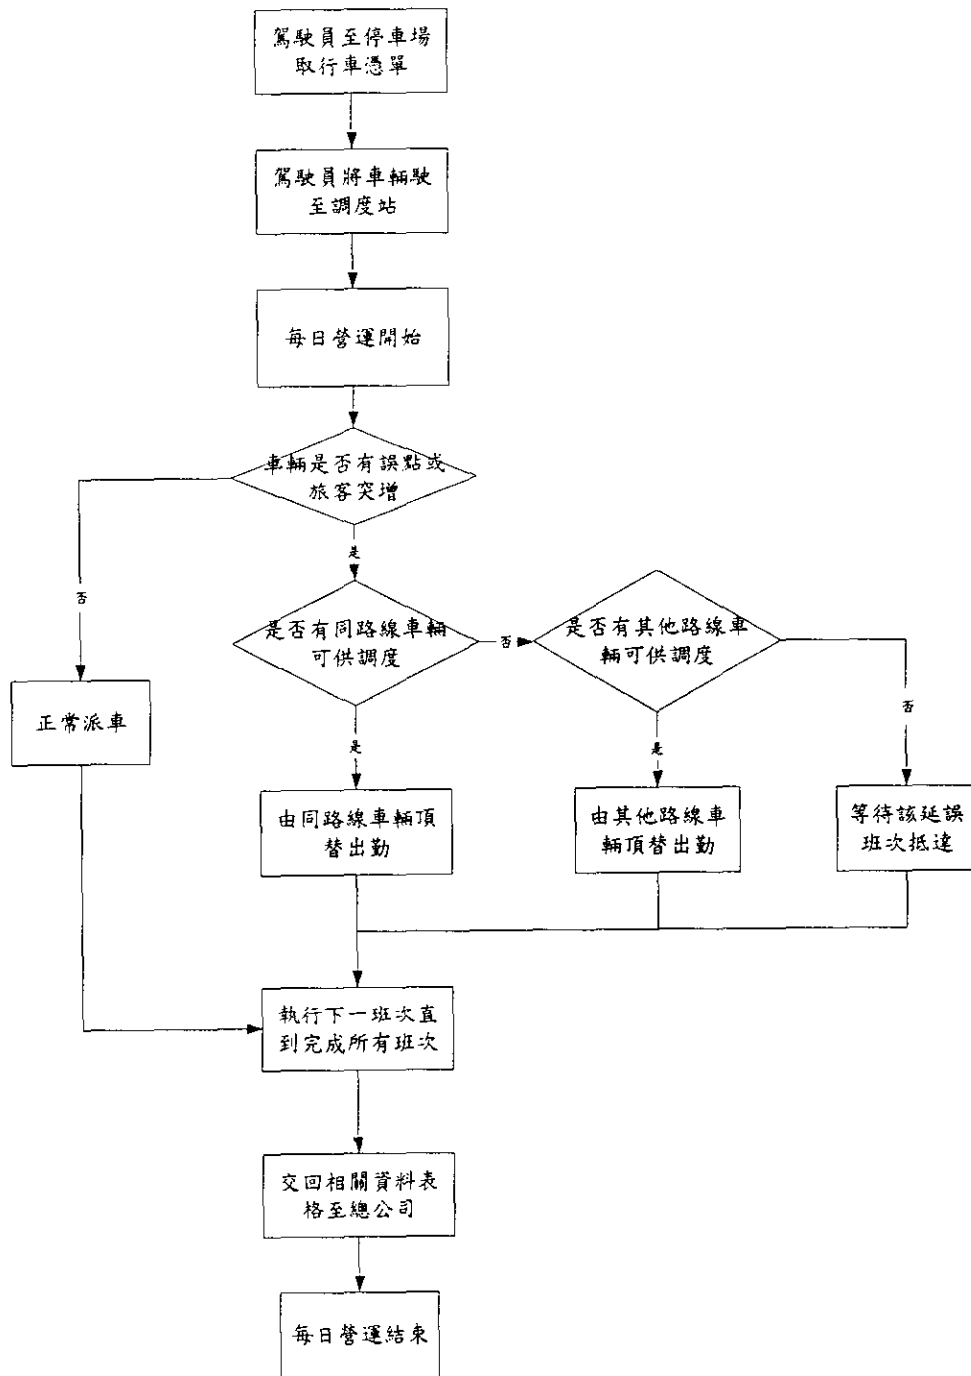 駕駛員至停車場
取行車憑單
駕駛員將車輛駛
至調度站
每日營運開始
車輛是否有誤點或
旅客突增
是
否
是否有同路線車輛
可供調度
否
是否有其他路線車
輛可供調度
否
正常派車
是
是
由同路線車輛頂
替出勤
由其他路線車
輛頂替出勤
等待該延誤
班次抵達
執行下一班次直
到完成所有班次
交回相關資料表
格至總公司
每日營運結束